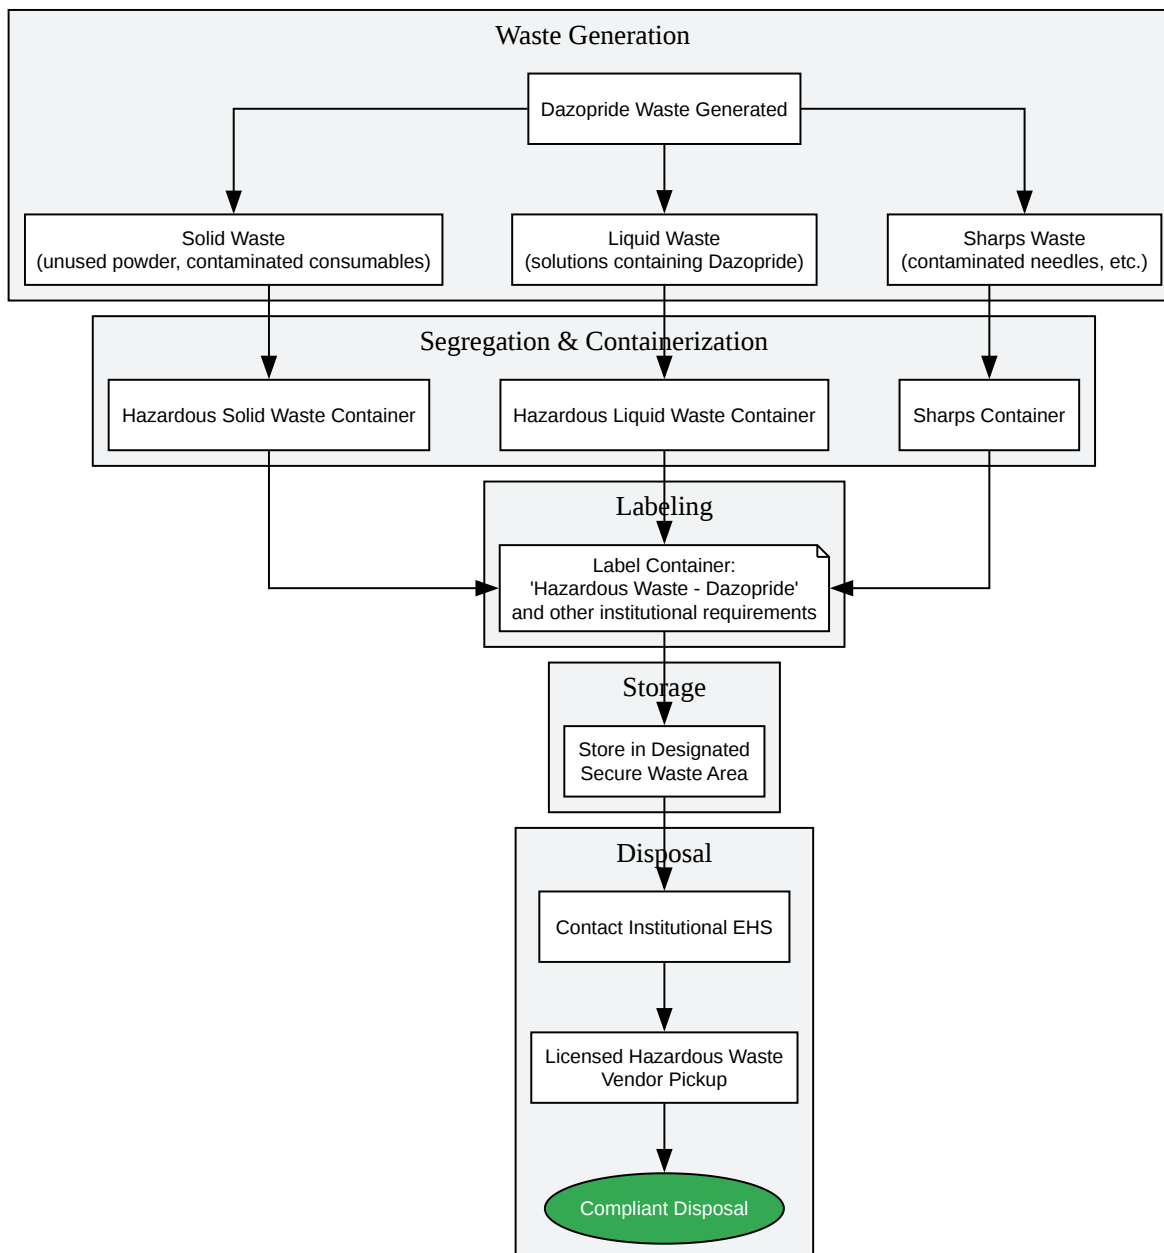 Waste Generation
Dazopride Waste Generated
Solid Waste
(unused powder, contaminated consumables)
Liquid Waste
(solutions containing Dazopride)
Sharps Waste
(contaminated needles, etc.)
Segregation & Containerization
Hazardous Solid Waste Container
Hazardous Liquid Waste Container
Sharps Container
Labeling
Label Container:
'Hazardous Waste - Dazopride'
and other institutional requirements
Storage
Store in Designated
Secure Waste Area
Disposal
Contact Institutional EHS
Licensed Hazardous Waste
Vendor Pickup
Compliant Disposal